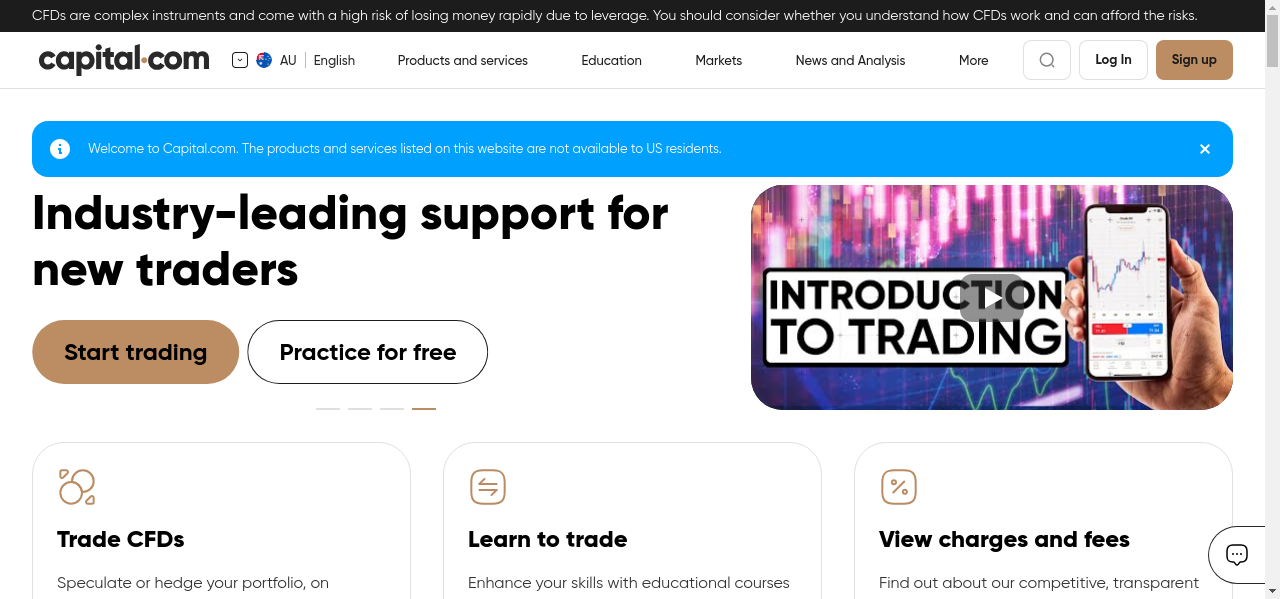 CFDs are complex instruments and come with a high risk of losing money rapidly due to leverage. You should consider whether you understand how CFDs work and can afford the risks.
capital.com AU English Products and services Education Markets News and Analysis More Log In Sign up
Welcome to Capital.com. The products and services listed on this website are not available to US residents.
Industry-leading support for
new traders
Start trading Practice for free
INTRODUCTION
TO TRADING
Trade CFDs
Speculate or hedge your portfolio, on
Learn to trade
Enhance your skills with educational courses
View charges and fees
Find out about our competitive, transparent